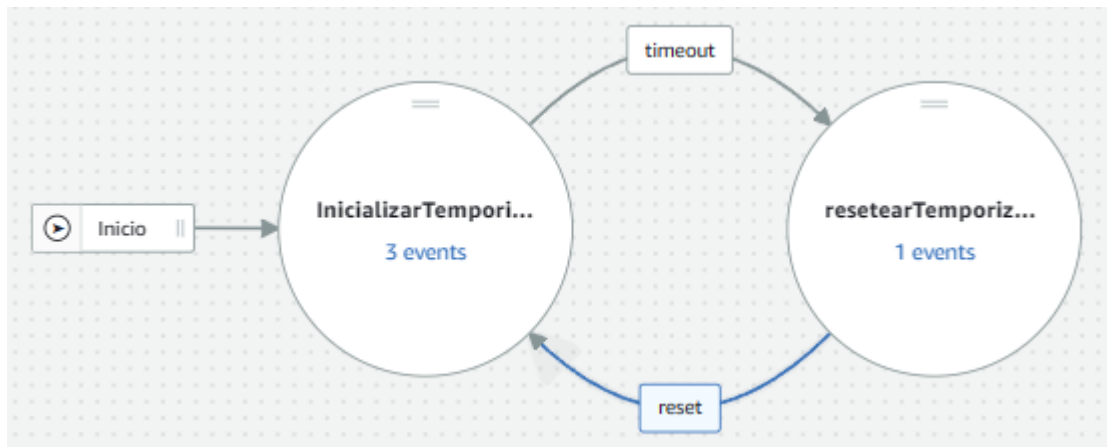 timeout
Inicio
InicializarTempori...
3 events
resetearTemporiz...
1 events
reset